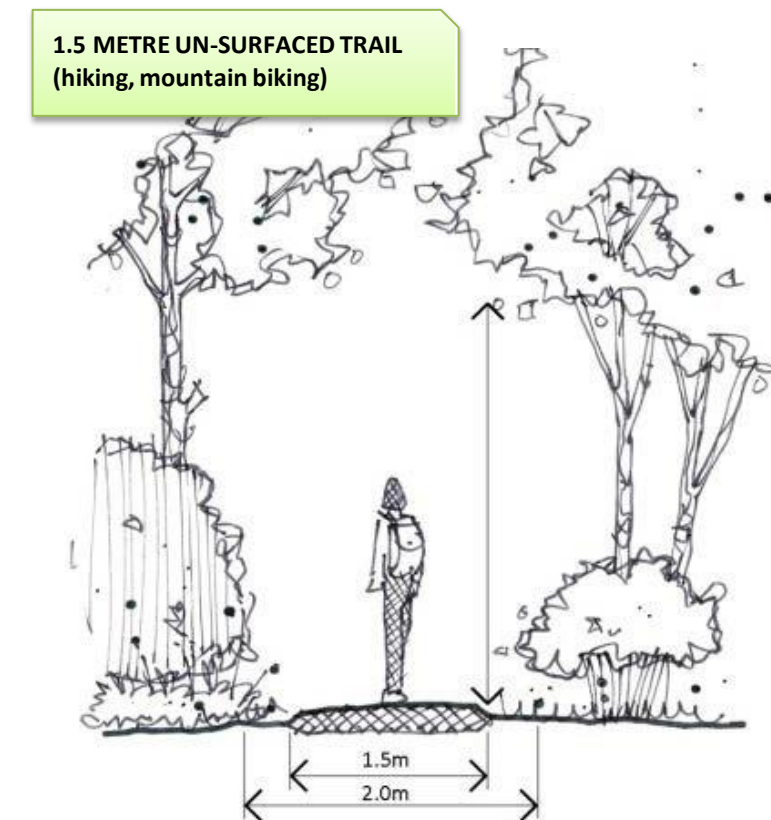 1.5 METRE UN-SURFACED TRAIL
(hiking, mountain biking)
1.5m
2.0m